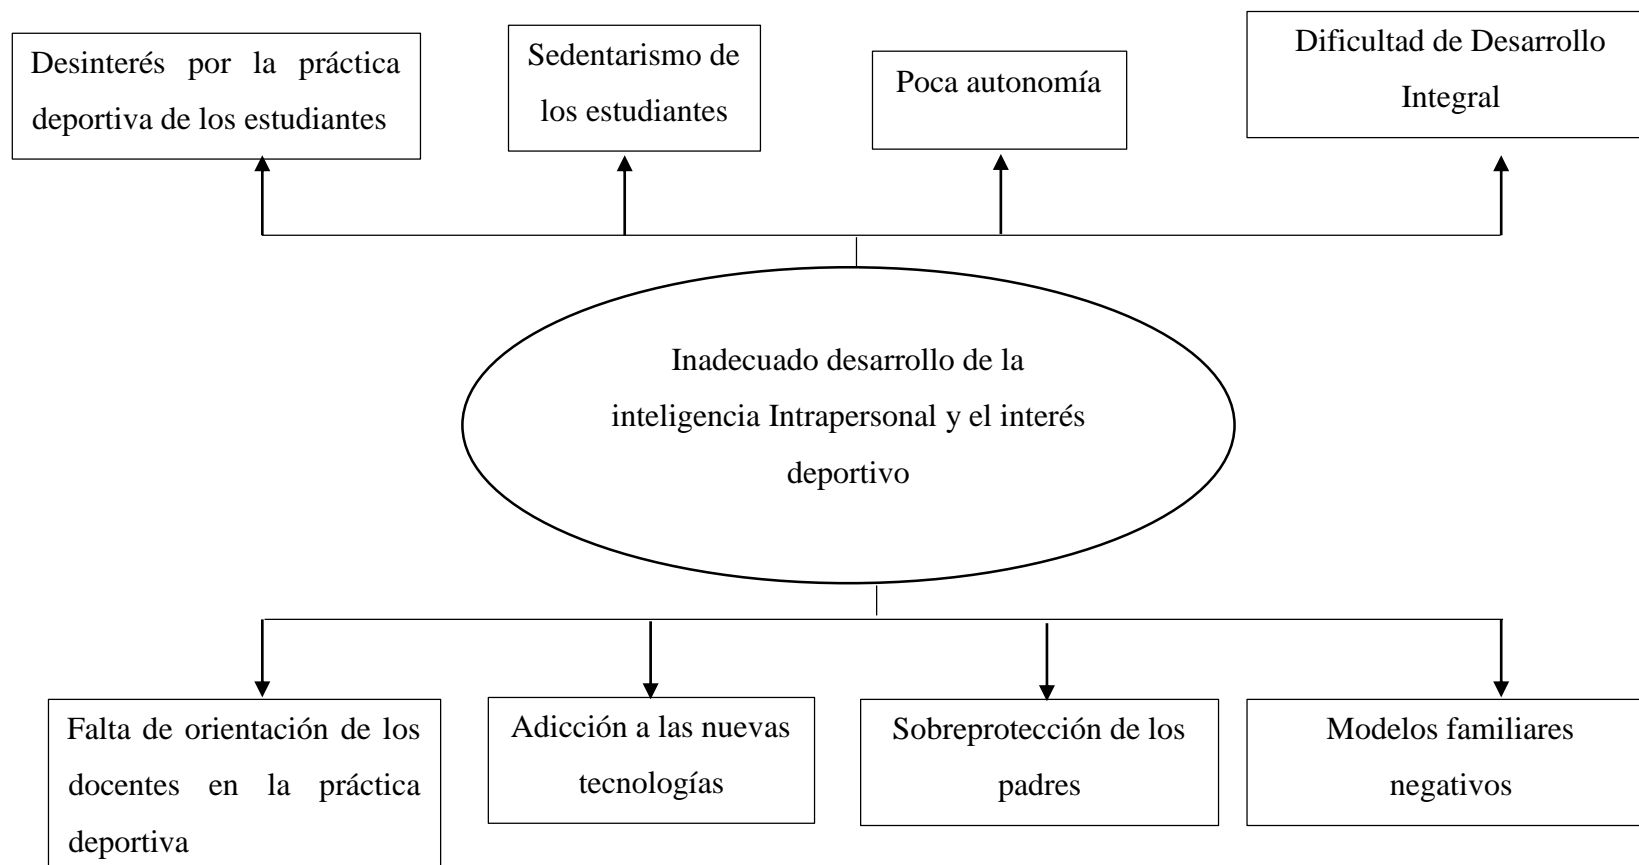 Desinterés por la práctica
deportiva de los estudiantes
Sedentarismo de
los estudiantes
Poca autonomía
Dificultad de Desarrollo
Integral
Inadecuado desarrollo de la
inteligencia Intrapersonal y el interés
deportivo
Falta de orientación de los
docentes en la práctica
deportiva
Adicción a las nuevas
tecnologías
Sobreprotección de los
padres
Modelos familiares
negativos